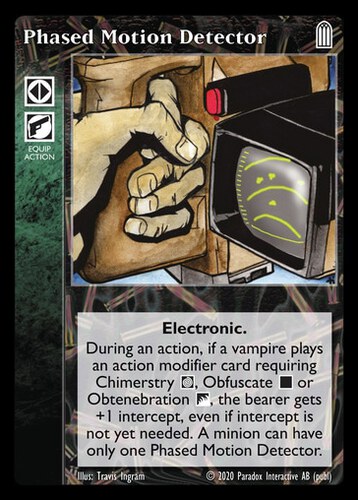 Phased Motion Detector
EQUIP
ACTION
Electronic.
During an action, if a vampire plays
an action modifier card requiring
Chimerstry, Obfuscate or
Obtenebration, the bearer gets
+1 intercept, even if intercept is
not yet needed. A minion can have
only one Phased Motion Detector.
Illus: Travis Ingram © 2020 Paradox Interactive AB (publ)